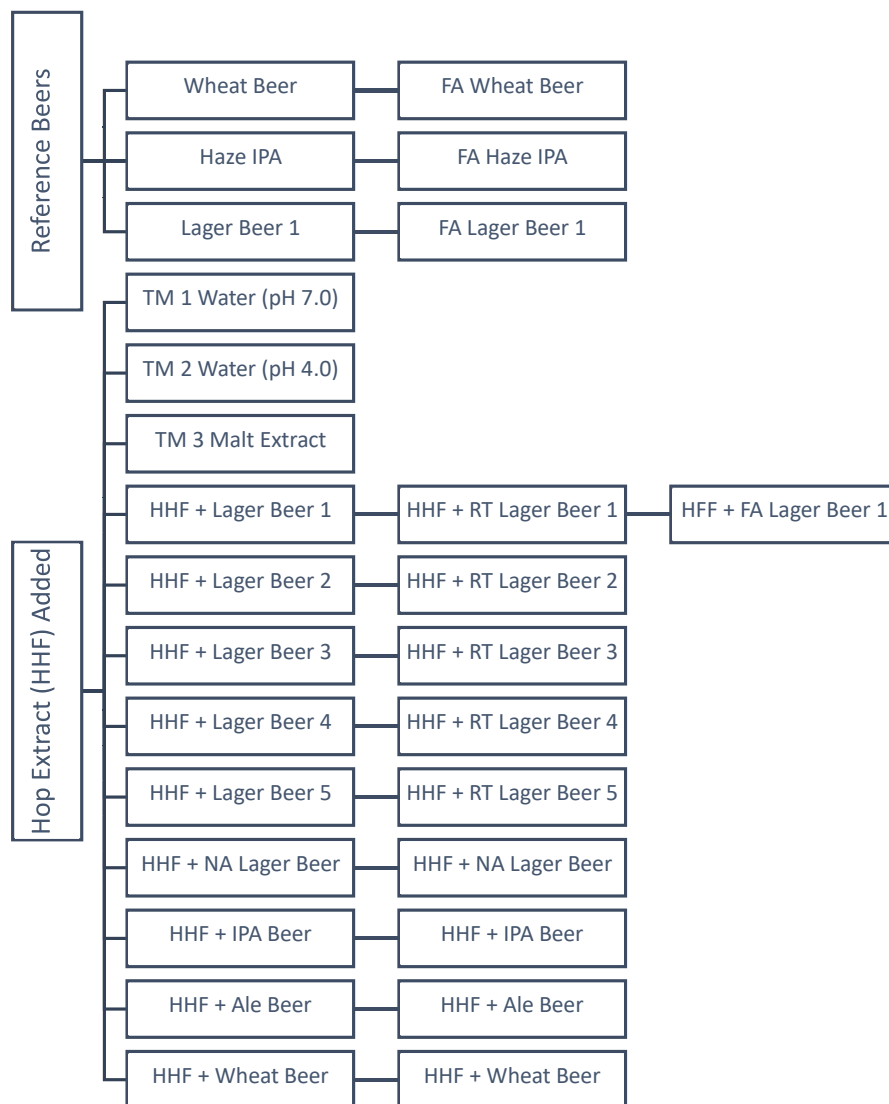 Reference Beers
Wheat Beer
FA Wheat Beer
Haze IPA
FA Haze IPA
Lager Beer 1
FA Lager Beer 1
Hop Extract (HHF) Added
TM 1 Water (pH 7.0)
TM 2 Water (pH 4.0)
TM 3 Malt Extract
HHF + Lager Beer 1
HHF + RT Lager Beer 1
HFF + FA Lager Beer 1
HHF + Lager Beer 2
HHF + RT Lager Beer 2
HHF + Lager Beer 3
HHF + RT Lager Beer 3
HHF + Lager Beer 4
HHF + RT Lager Beer 4
HHF + Lager Beer 5
HHF + RT Lager Beer 5
HHF + NA Lager Beer
HHF + NA Lager Beer
HHF + IPA Beer
HHF + IPA Beer
HHF + Ale Beer
HHF + Ale Beer
HHF + Wheat Beer
HHF + Wheat Beer